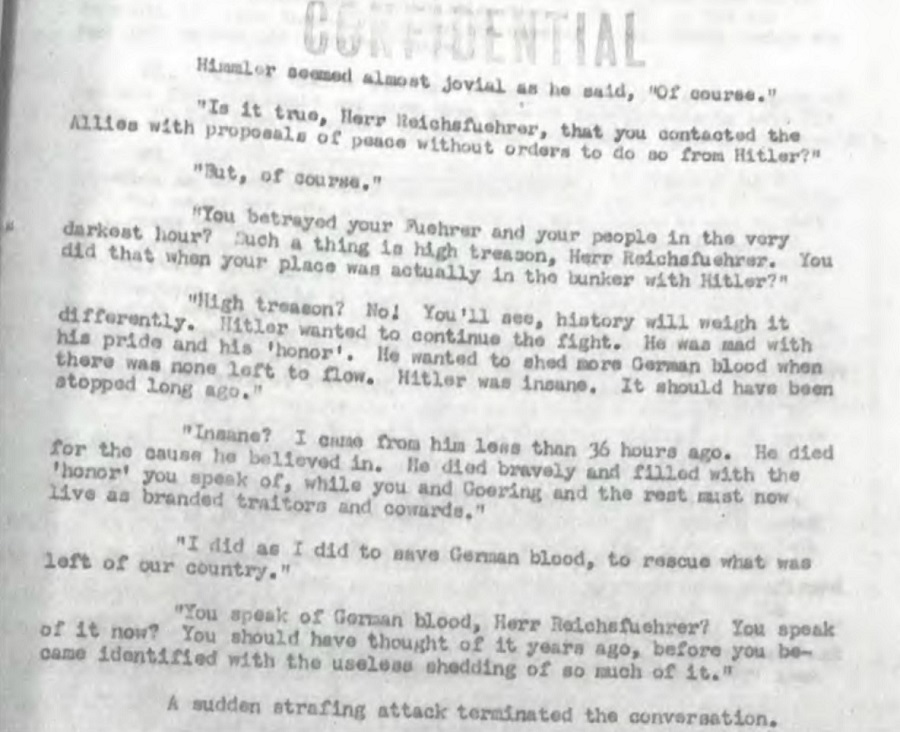 CONFIDENTIAL
Himmler seemed almost jovial as he said, "Of course."
"Is it true, Herr Reichsfuehrer, that you contacted the
Allies with proposals of peace without orders to do so from Hitler?"
"But, of course."
"You betrayed your Fuehrer and your people in the very
darkest hour? Such a thing is high treason, Herr Reichsfuehrer. You
did that when your place was actually in the bunker with Hitler?"
"High treason? No! You'll see, history will weigh it
differently. Hitler wanted to continue the fight. He was mad with
his pride and his 'honor'. He wanted to shed more German blood when
there was none left to flow. Hitler was insane. It should have been
stopped long ago."
"Insane? I came from him less than 36 hours ago. He died
for the cause he believed in. He died bravely and filled with the
'honor' you speak of, while you and Goering and the rest must now
live as branded traitors and cowards."
"I did as I did to save German blood, to rescue what was
left of our country."
"You speak of German blood, Herr Reichsfuehrer? You speak
of it now? You should have thought of it years ago, before you be-
came identified with the useless shedding of so much of it."
A sudden strafing attack terminated the conversation.